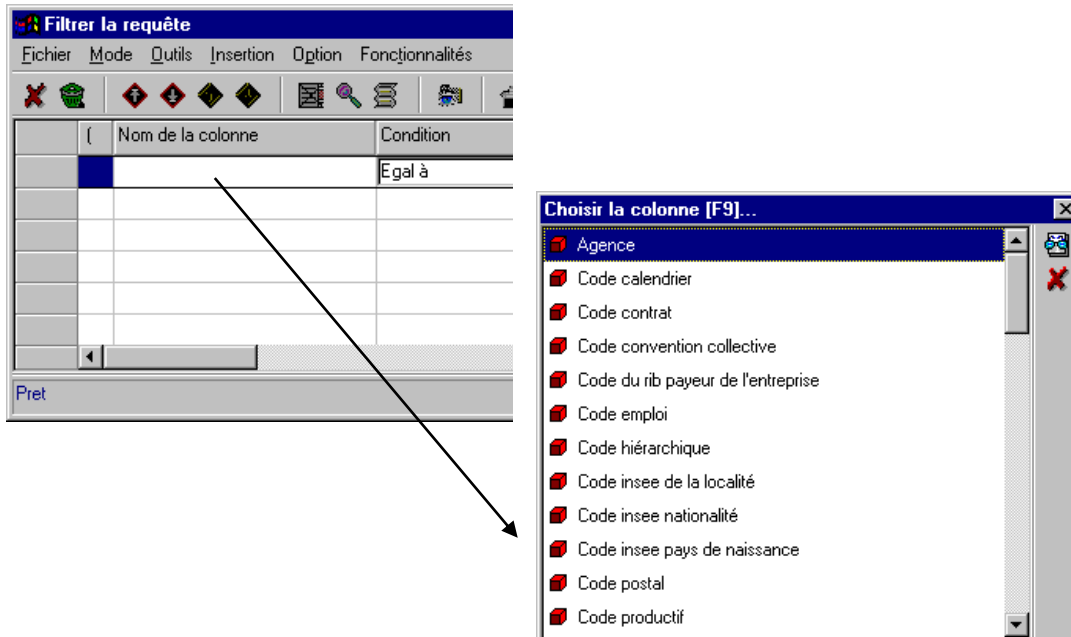 Filtrer la requête
Fichier Mode Outils Insertion Option Fonctionnalités
( Nom de la colonne Condition
Egal à
Pret
Choisir la colonne [F9]...
Agence
Code calendrier
Code contrat
Code convention collective
Code du rib payeur de l'entreprise
Code emploi
Code hiérarchique
Code insee de la localité
Code insee nationalité
Code insee pays de naissance
Code postal
Code productif